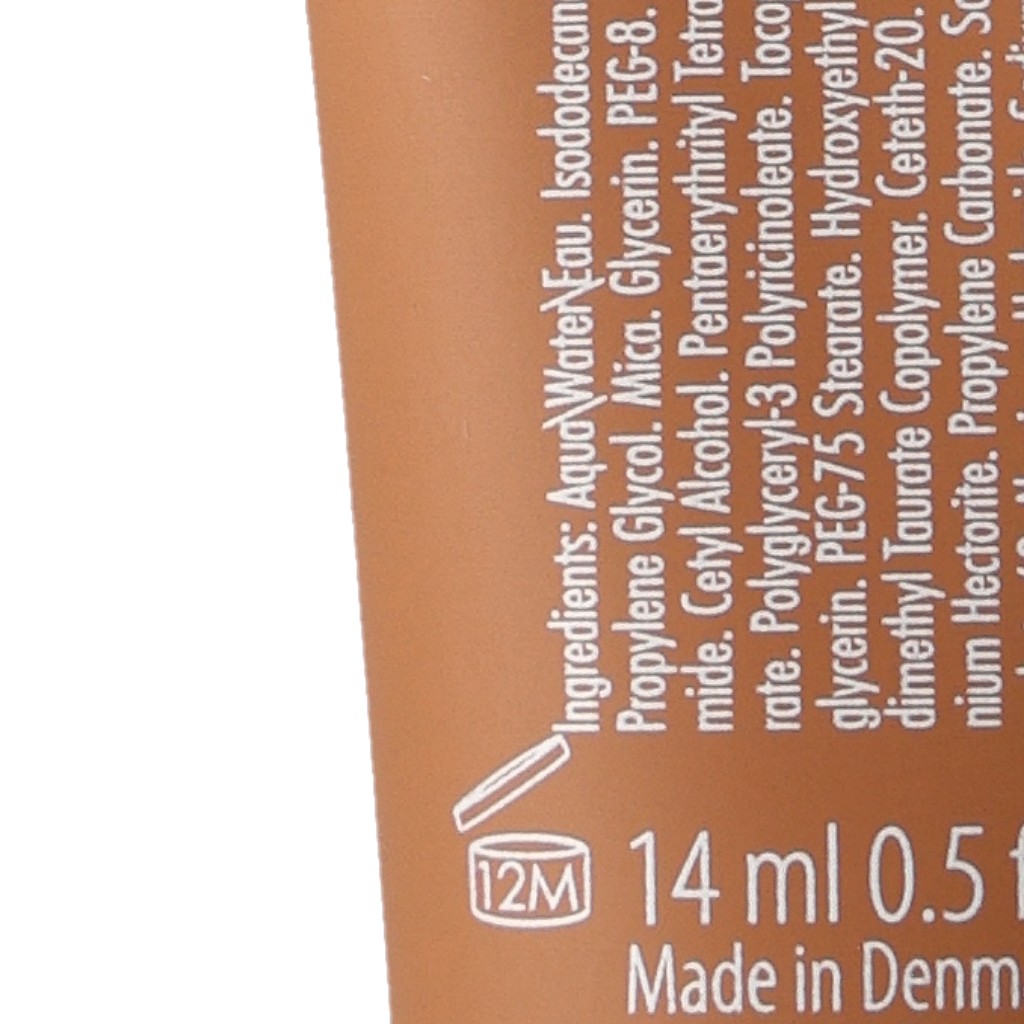 Ingredients: Aqua\Water\Eau. Isododecan
Propylene Glycol. Mica. Glycerin. PEG-8.
mide. Cetyl Alcohol. Pentaerythrityl Tetra
rate. Polyglyceryl-3 Polyricinoleate. Tocop
glycerin. PEG-75 Stearate. Hydroxyethyl
dimethyl Taurate Copolymer. Ceteth-20.
nium Hectorite. Propylene Carbonate. So
12M
14 ml 0.5 f
Made in Denm